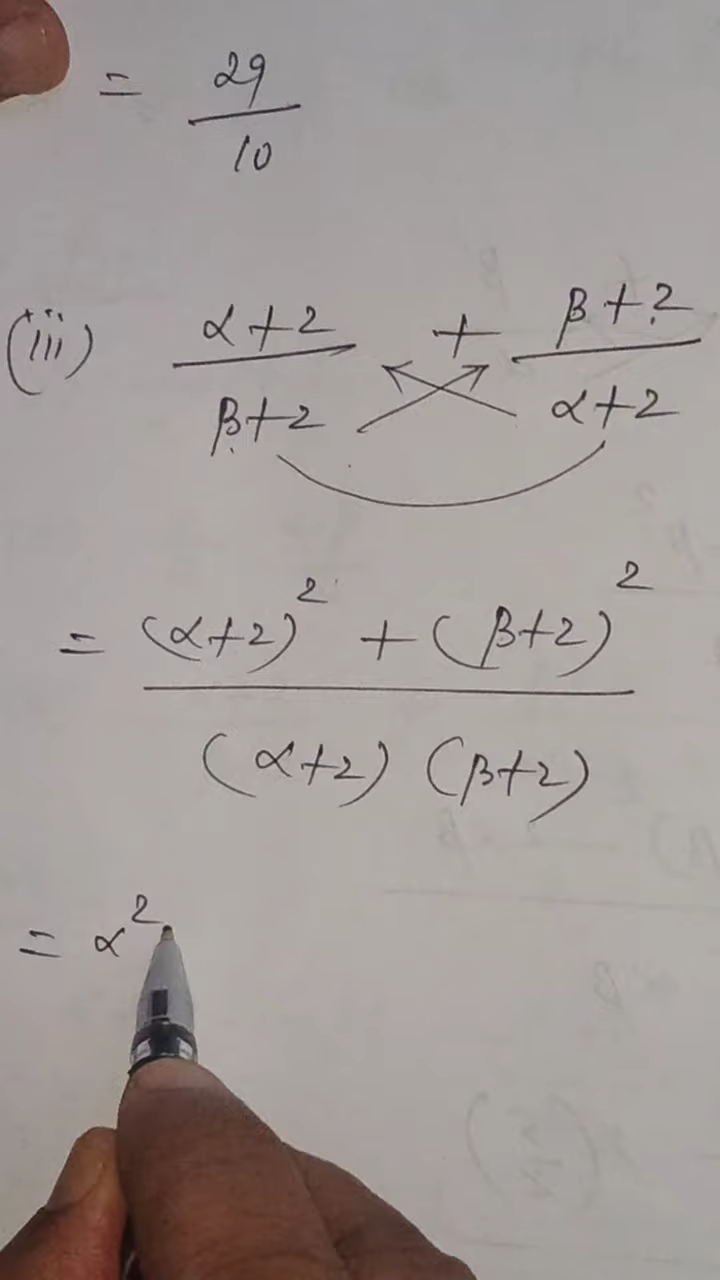 = 29/10
(iii) (α+2)/(β+2) + (β+2)/(α+2)
= ((α+2)² + (β+2)²)/((α+2)(β+2))
= α²